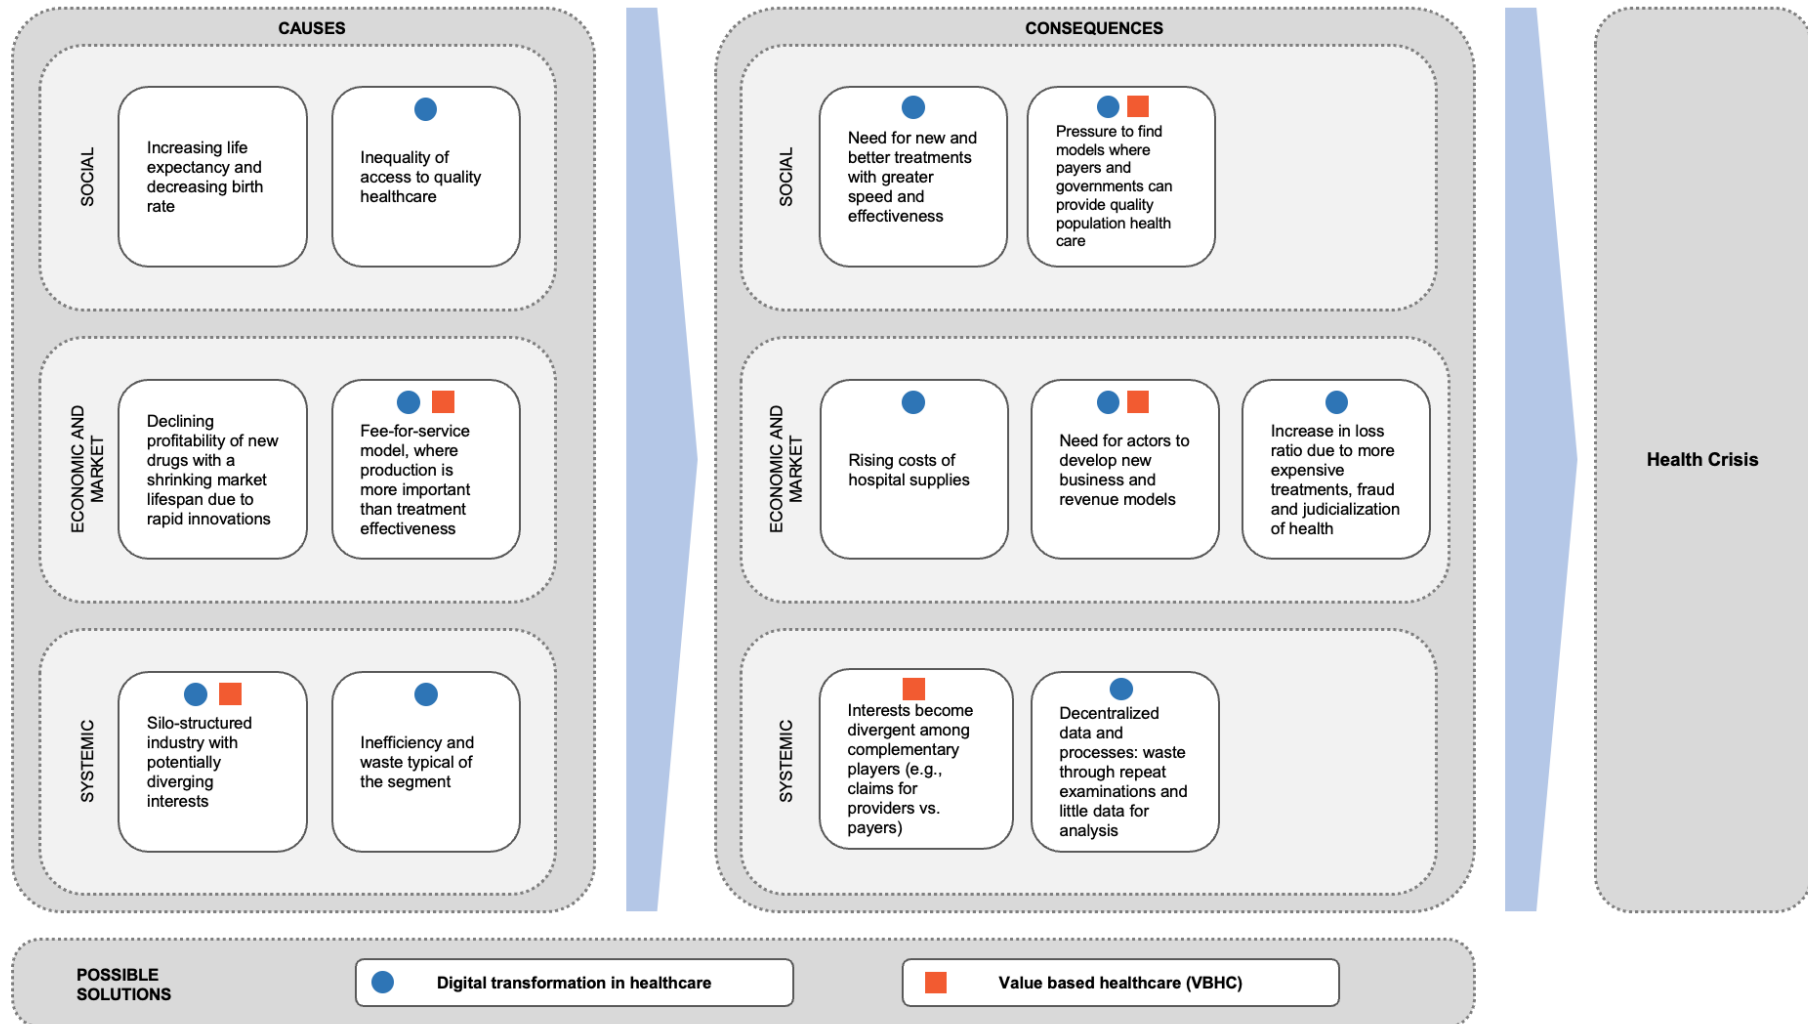 CAUSES
SOCIAL
Increasing life
expectancy and
decreasing birth
rate
Inequality of
access to quality
healthcare
ECONOMIC AND
MARKET
Declining
profitability of new
drugs with a
shrinking market
lifespan due to
rapid innovations
Fee-for-service
model, where
production is
more important
than treatment
effectiveness
SYSTEMIC
Silo-structured
industry with
potentially
diverging
interests
Inefficiency and
waste typical of
the segment
CONSEQUENCES
SOCIAL
Need for new and
better treatments
with greater
speed and
effectiveness
Pressure to find
models where
payers and
governments can
provide quality
population health
care
ECONOMIC AND
MARKET
Rising costs of
hospital supplies
Need for actors to
develop new
business and
revenue models
Increase in loss
ratio due to more
expensive
treatments, fraud
and judicialization
of health
SYSTEMIC
Interests become
divergent among
complementary
players (e.g.,
claims for
providers vs.
payers)
Decentralized
data and
processes: waste
through repeat
examinations and
little data for
analysis
Health Crisis
POSSIBLE
SOLUTIONS
Digital transformation in healthcare
Value based healthcare (VBHC)